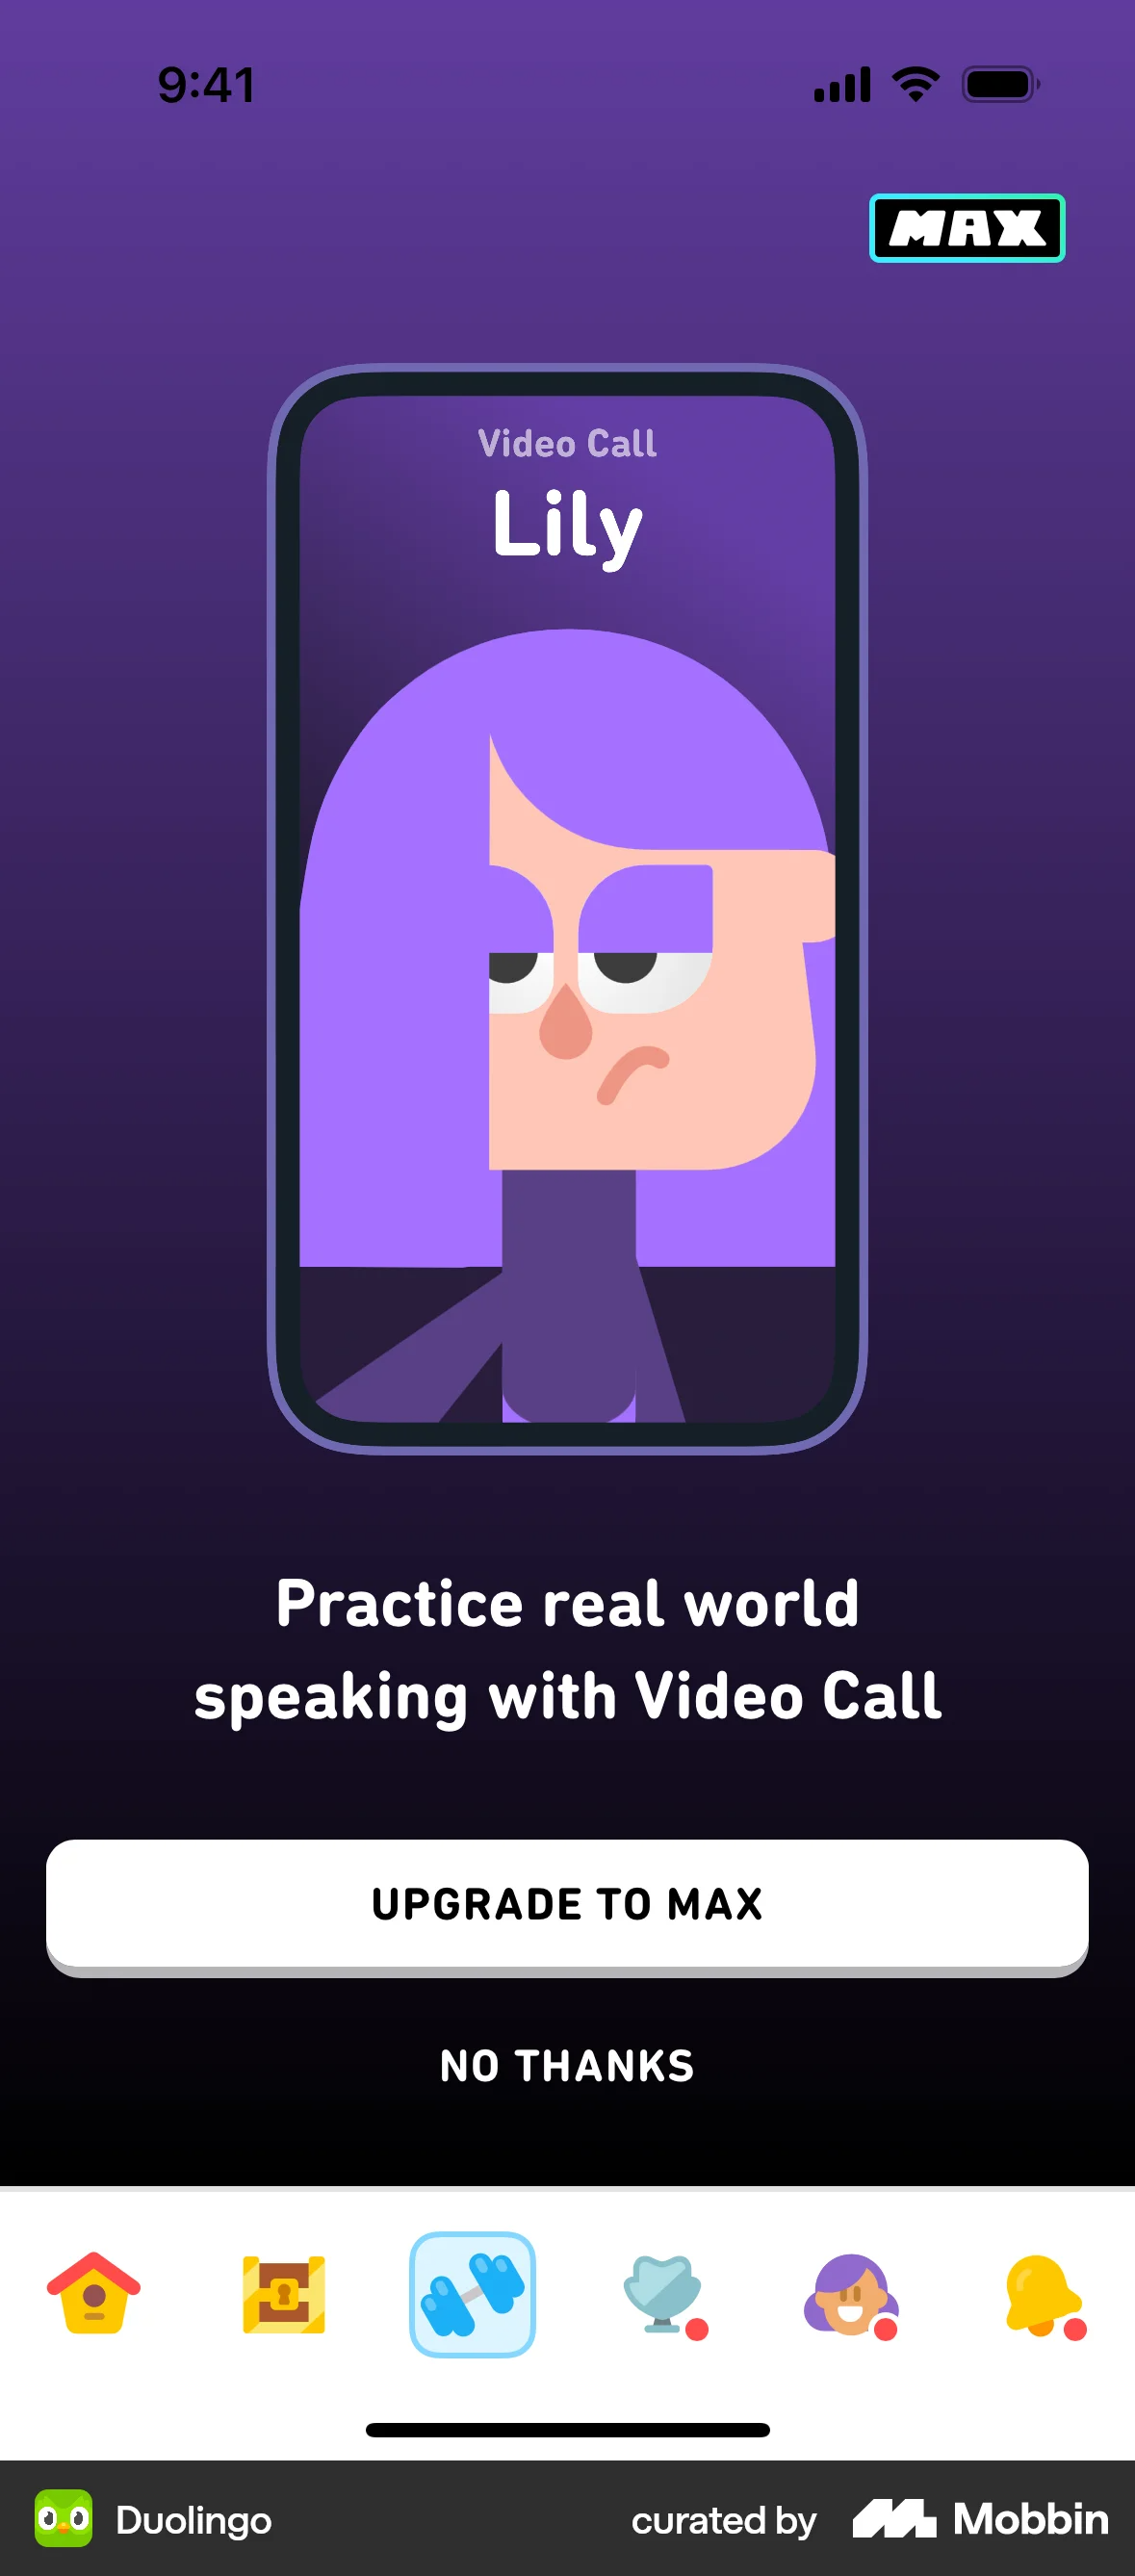 9:41
MAX
Video Call
Lily
Practice real world
speaking with Video Call
UPGRADE TO MAX
NO THANKS
Duolingo
curated by Mobbin